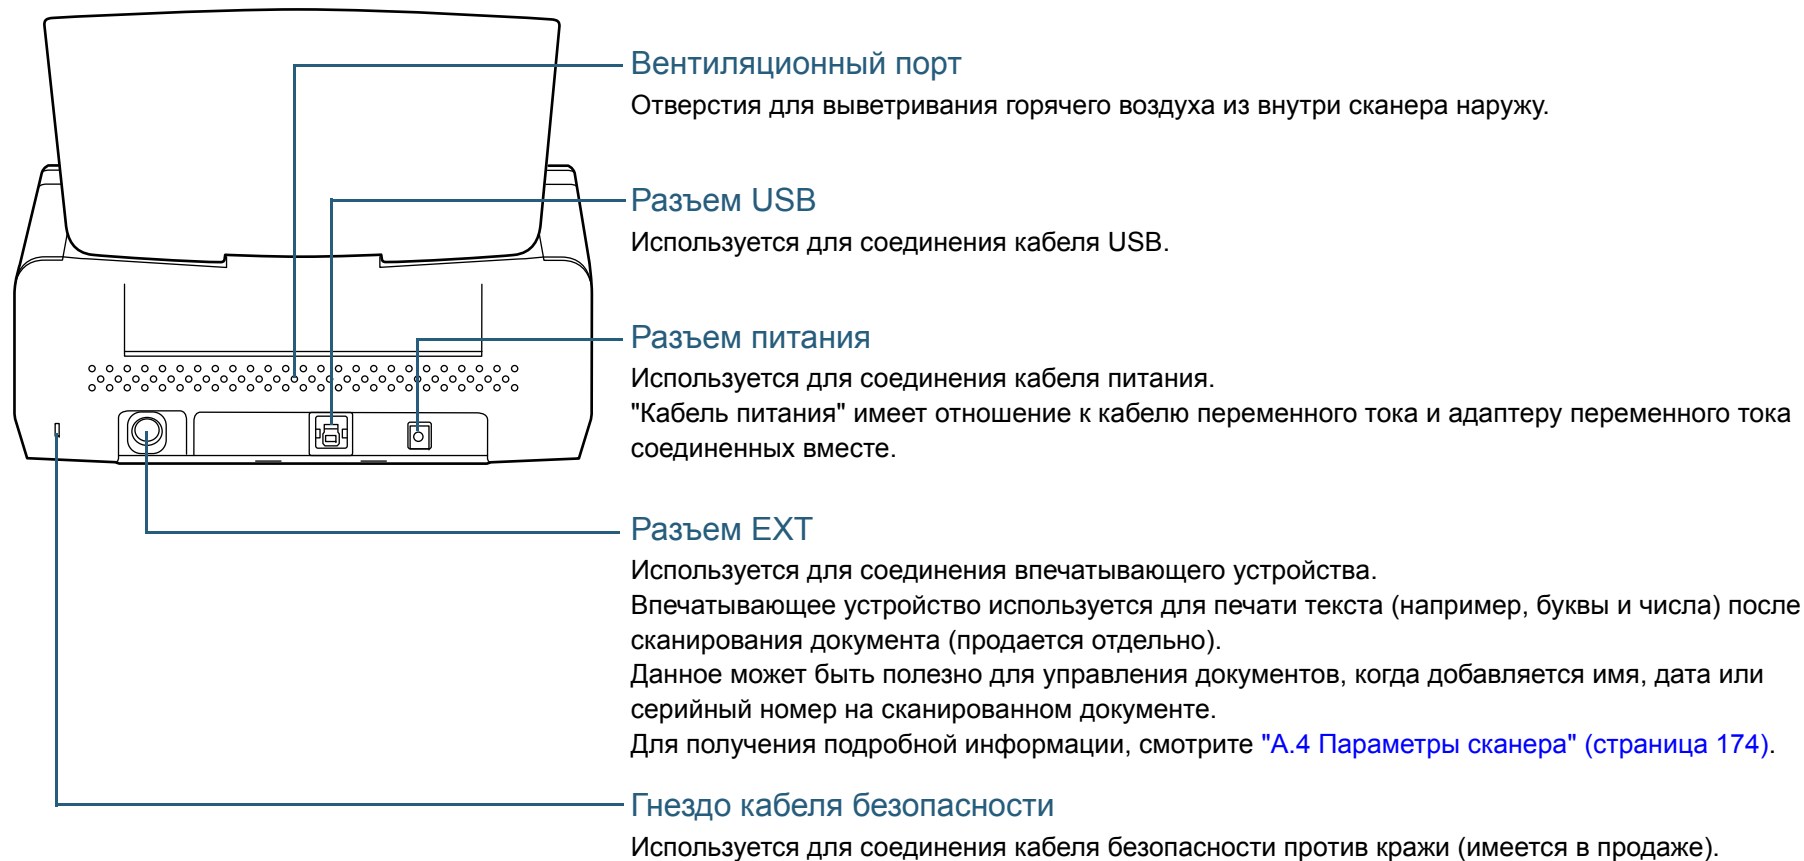 Вентиляционный порт
Отверстия для выветривания горячего воздуха из внутри сканера наружу.
Разъем USB
Используется для соединения кабеля USB.
Разъем питания
Используется для соединения кабеля питания.
"Кабель питания" имеет отношение к кабелю переменного тока и адаптеру переменного тока
соединенных вместе.
Разъем EXT
Используется для соединения впечатывающего устройства.
Впечатывающее устройство используется для печати текста (например, буквы и числа) после
сканирования документа (продается отдельно).
Данное может быть полезно для управления документов, когда добавляется имя, дата или
серийный номер на сканированном документе.
Для получения подробной информации, смотрите "A.4 Параметры сканера" (страница 174).
Гнездо кабеля безопасности
Используется для соединения кабеля безопасности против кражи (имеется в продаже).